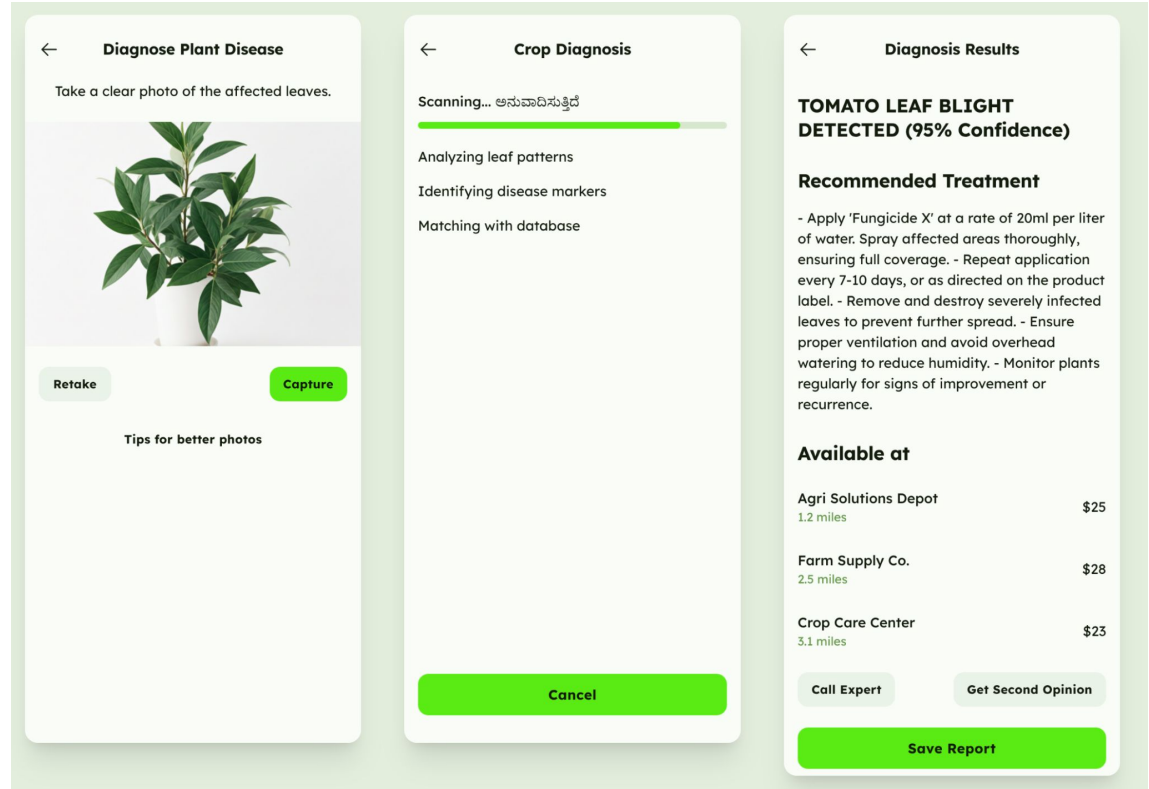 Diagnose Plant Disease
Take a clear photo of the affected leaves.
Retake
Capture
Tips for better photos
Crop Diagnosis
Scanning... ಅನುವಾದಿಸುತ್ತಿದೆ
Analyzing leaf patterns
Identifying disease markers
Matching with database
Cancel
Diagnosis Results
TOMATO LEAF BLIGHT
DETECTED (95% Confidence)
Recommended Treatment
- Apply 'Fungicide X' at a rate of 20ml per liter
of water. Spray affected areas thoroughly,
ensuring full coverage. - Repeat application
every 7-10 days, or as directed on the product
label. - Remove and destroy severely infected
leaves to prevent further spread. - Ensure
proper ventilation and avoid overhead
watering to reduce humidity. - Monitor plants
regularly for signs of improvement or
recurrence.
Available at
Agri Solutions Depot
1.2 miles
$25
Farm Supply Co.
2.5 miles
$28
Crop Care Center
3.1 miles
$23
Call Expert
Get Second Opinion
Save Report